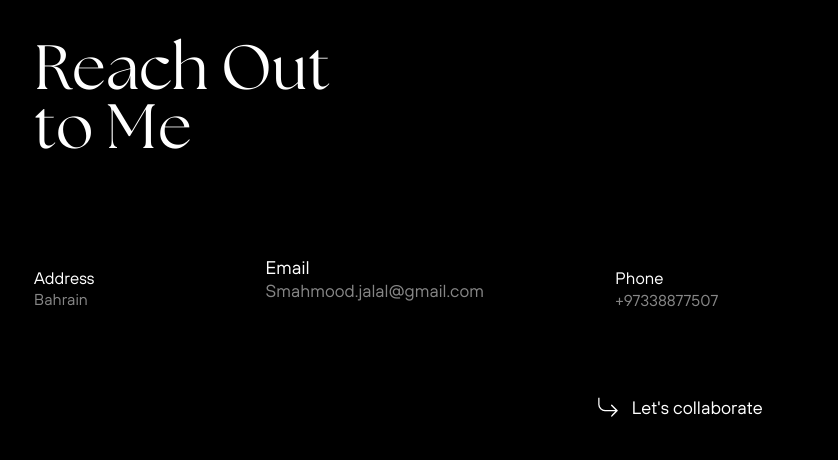 Reach Out
to Me
Address
Bahrain
Email
Smahmood.jalal@gmail.com
Phone
+97338877507
Let's collaborate